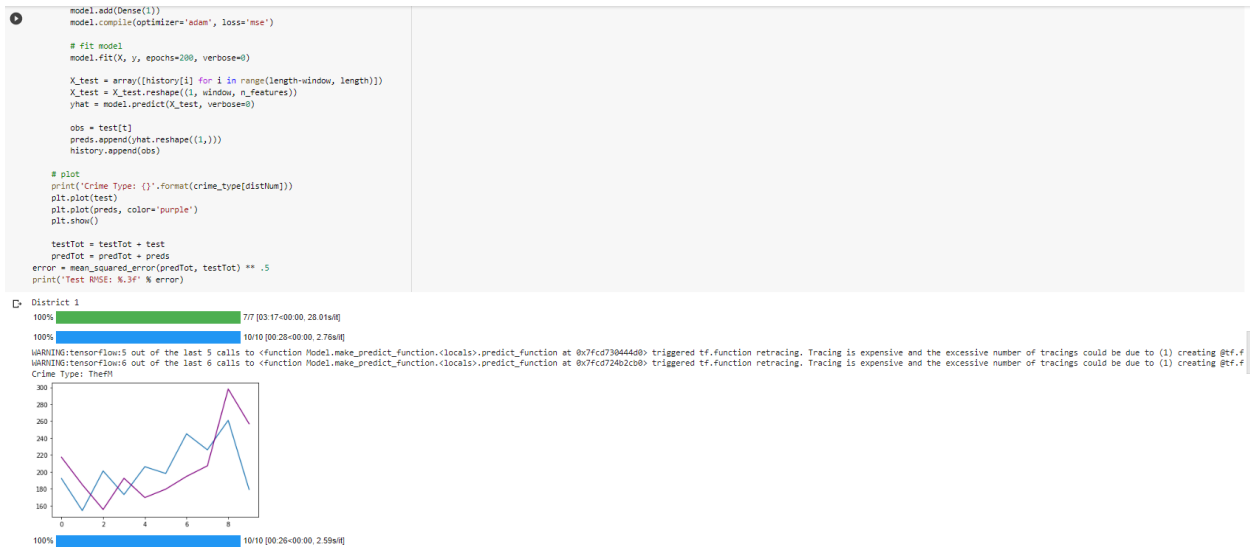 model.add(Dense(1))
model.compile(optimizer='adam', loss='mse')
# fit model
model.fit(X, y, epochs=200, verbose=0)
X_test = array([history[i] for i in range(length-window, length)])
X_test = X_test.reshape((1, window, n_features))
yhat = model.predict(X_test, verbose=0)
obs = test[t]
preds.append(yhat.reshape((1,)))
history.append(obs)
# plot
print('Crime Type: {}'.format(crime_type[distNum]))
plt.plot(test)
plt.plot(preds, color='purple')
plt.show()
testTot = testTot + test
predTot = predTot + preds
error = mean_squared_error(predTot, testTot) ** .5
print('Test RMSE: %.3f' % error)
District 1
100% 7/7 [03:17<00:00, 28.01s/it]
100% 10/10 [00:28<00:00, 2.76s/it]
WARNING:tensorflow:5 out of the last 5 calls to <function Model.make_predict_function.<locals>.predict_function at 0x7fcd730444d0> triggered tf.function retracing. Tracing is expensive and the excessive number of tracings could be due to (1) creating @tf.f
WARNING:tensorflow:6 out of the last 6 calls to <function Model.make_predict_function.<locals>.predict_function at 0x7fcd724b2cb0> triggered tf.function retracing. Tracing is expensive and the excessive number of tracings could be due to (1) creating @tf.f
Crime Type: ThefM
300
280
260
240
220
200
180
160
0 2 4 6 8
100% 10/10 [00:26<00:00, 2.59s/it]